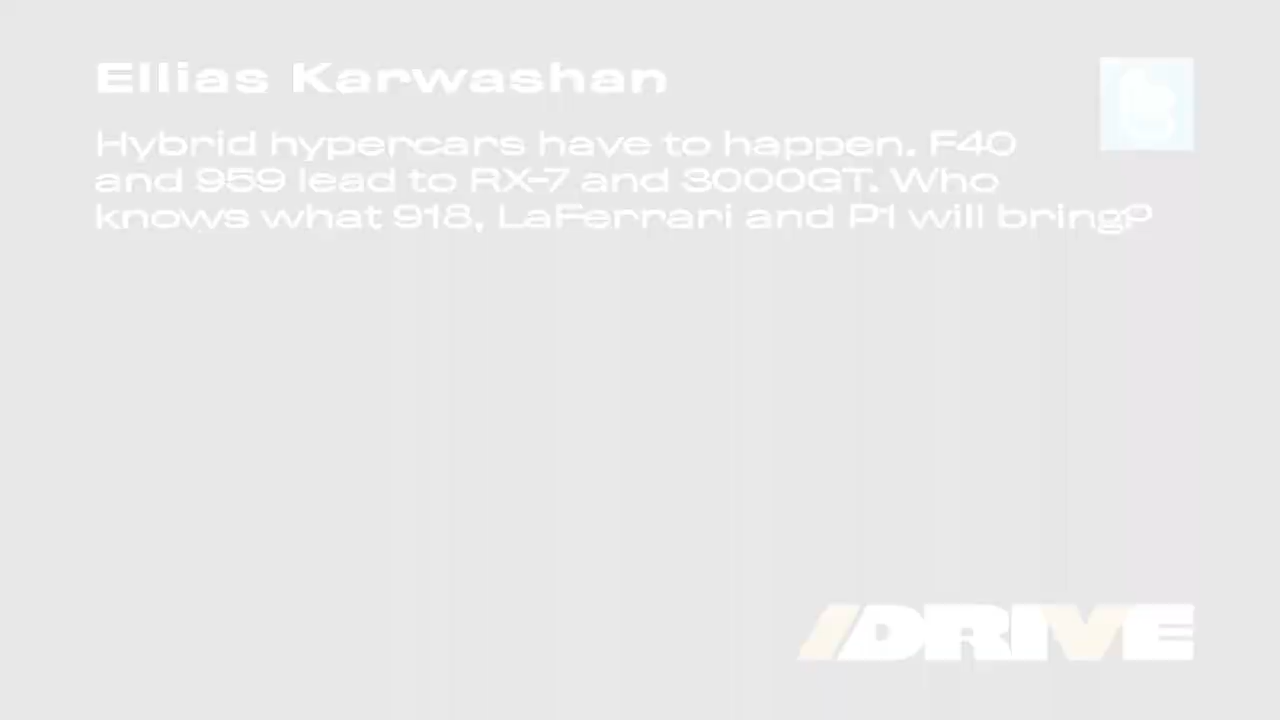 Ellias Karwashan
Hybrid hypercars have to happen. F40
and 959 lead to RX-7 and 3000GT. Who
knows what 918, LaFerrari and P1 will bring?
/DRIVE